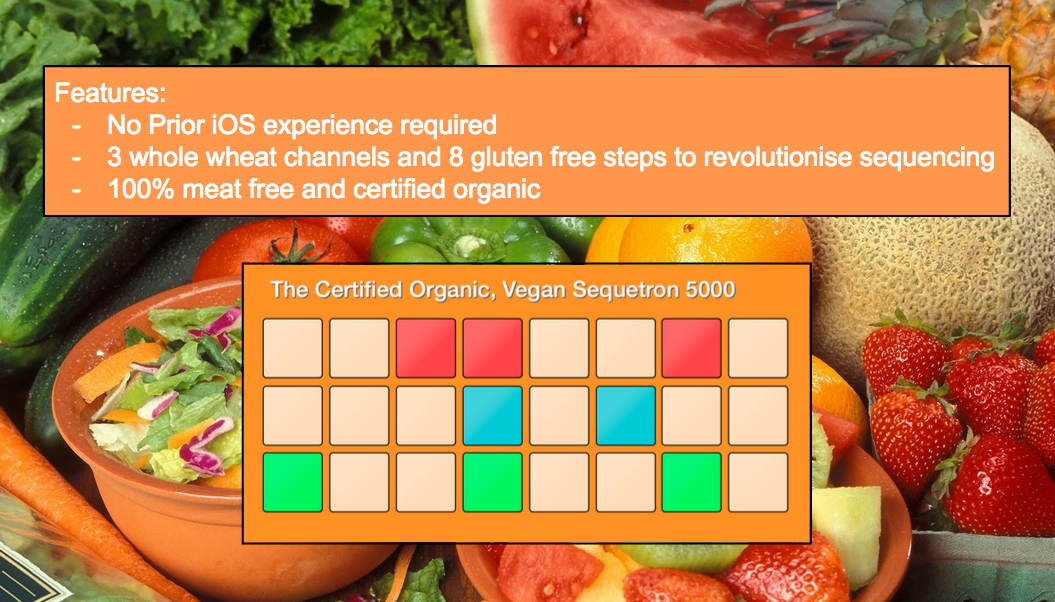 Features:
- No Prior iOS experience required
- 3 whole wheat channels and 8 gluten free steps to revolutionise sequencing
- 100% meat free and certified organic
The Certified Organic, Vegan Sequetron 5000